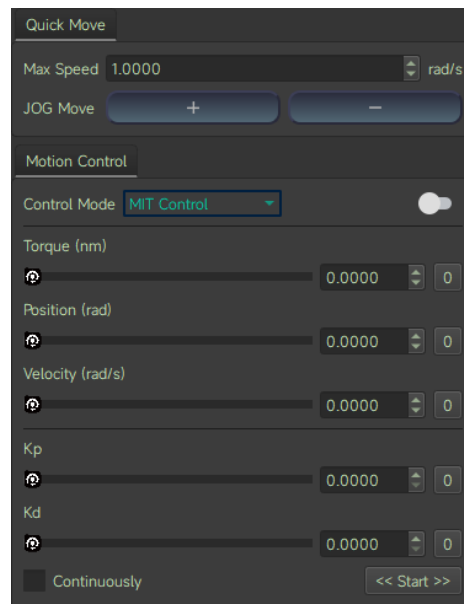 Quick Move
Max Speed 1.0000 rad/s
JOG Move + −
Motion Control
Control Mode MIT Control
Torque (nm)
0.0000 0
Position (rad)
0.0000 0
Velocity (rad/s)
0.0000 0
Kp
0.0000 0
Kd
0.0000 0
Continuously << Start >>